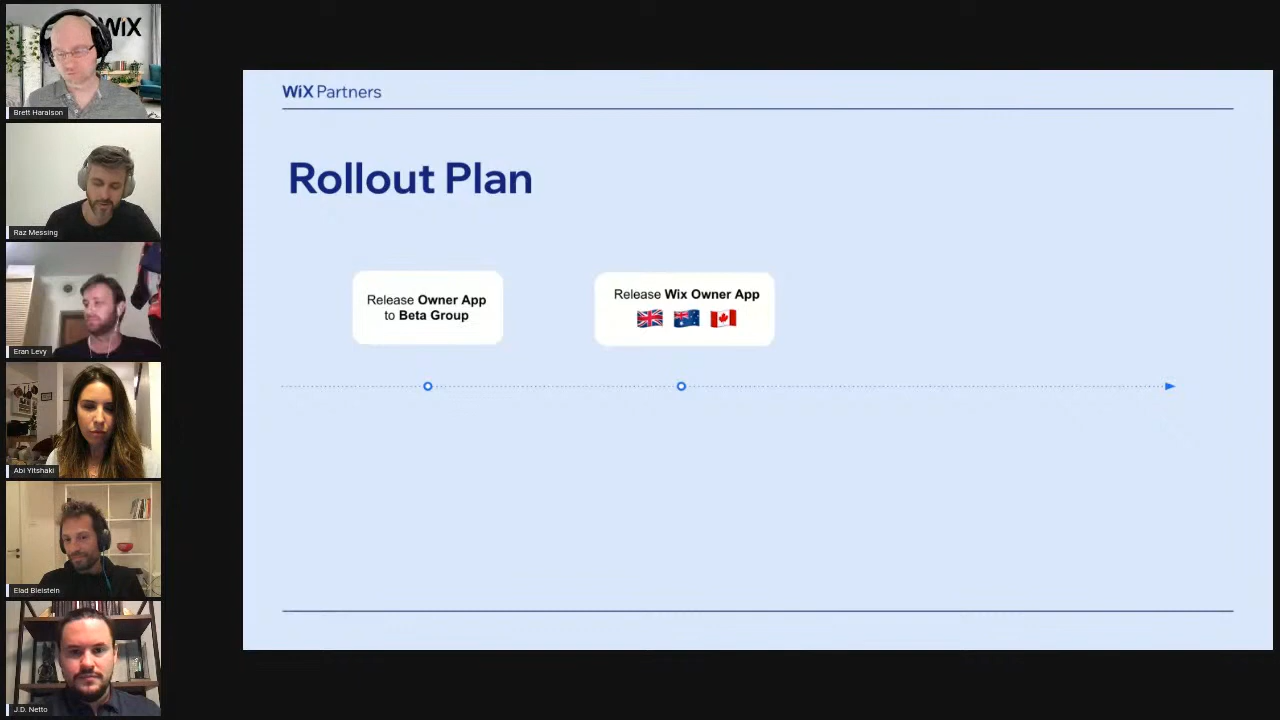 WiX
Brett Haralson
Raz Messing
Eran Levy
Abi Yitshaki
Elad Bleistein
J.D. Netto
WiX Partners
Rollout Plan
Release Owner App
to Beta Group
Release Wix Owner App